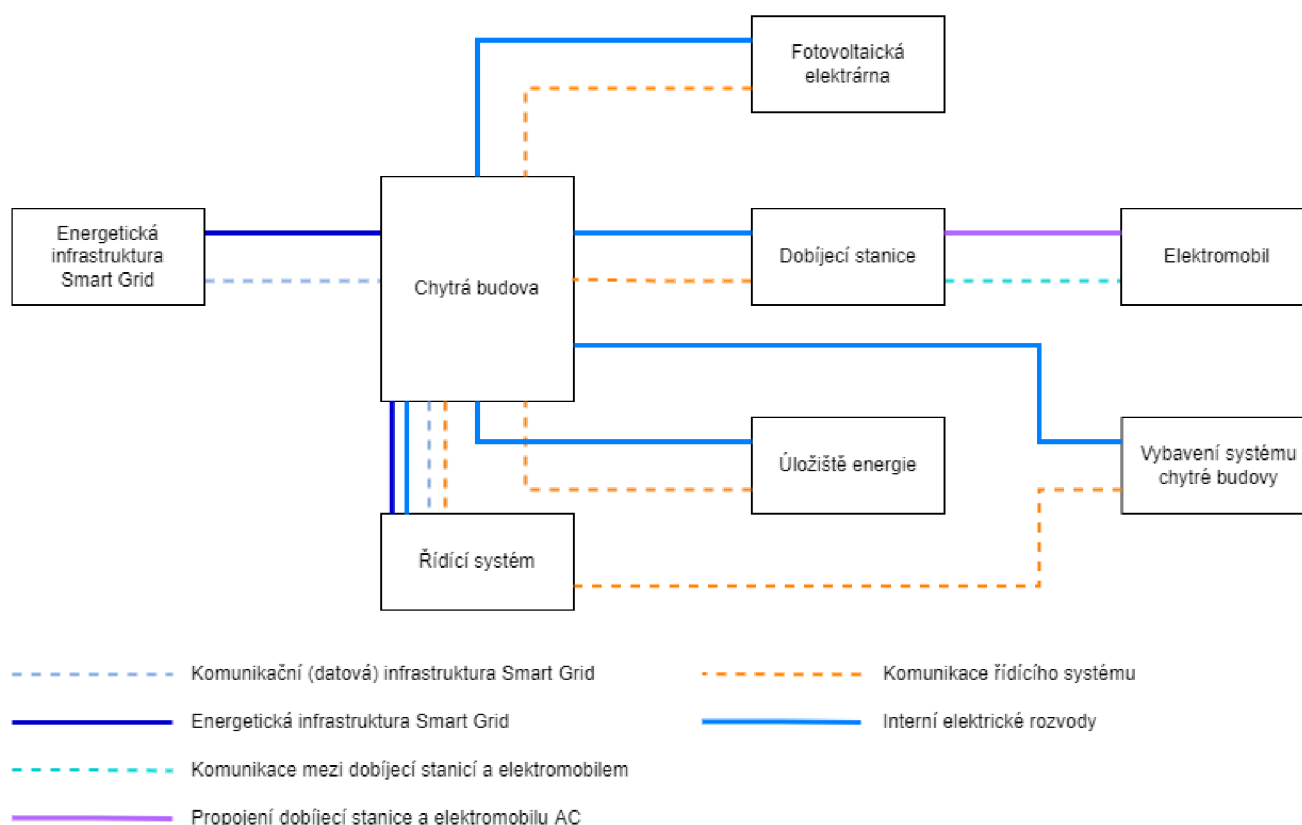 Fotovoltaická
elektrárna
Energetická
infrastruktura
Smart Grid
Chytrá budova
Dobíjecí stanice
Elektromobil
Úložiště energie
Vybavení systému
chytré budovy
Řídící systém
Komunikační (datová) infrastruktura Smart Grid
Komunikace řídícího systému
Energetická infrastruktura Smart Grid
Interní elektrické rozvody
Komunikace mezi dobíjecí stanicí a elektromobilem
Propojení dobíjecí stanice a elektromobilu AC